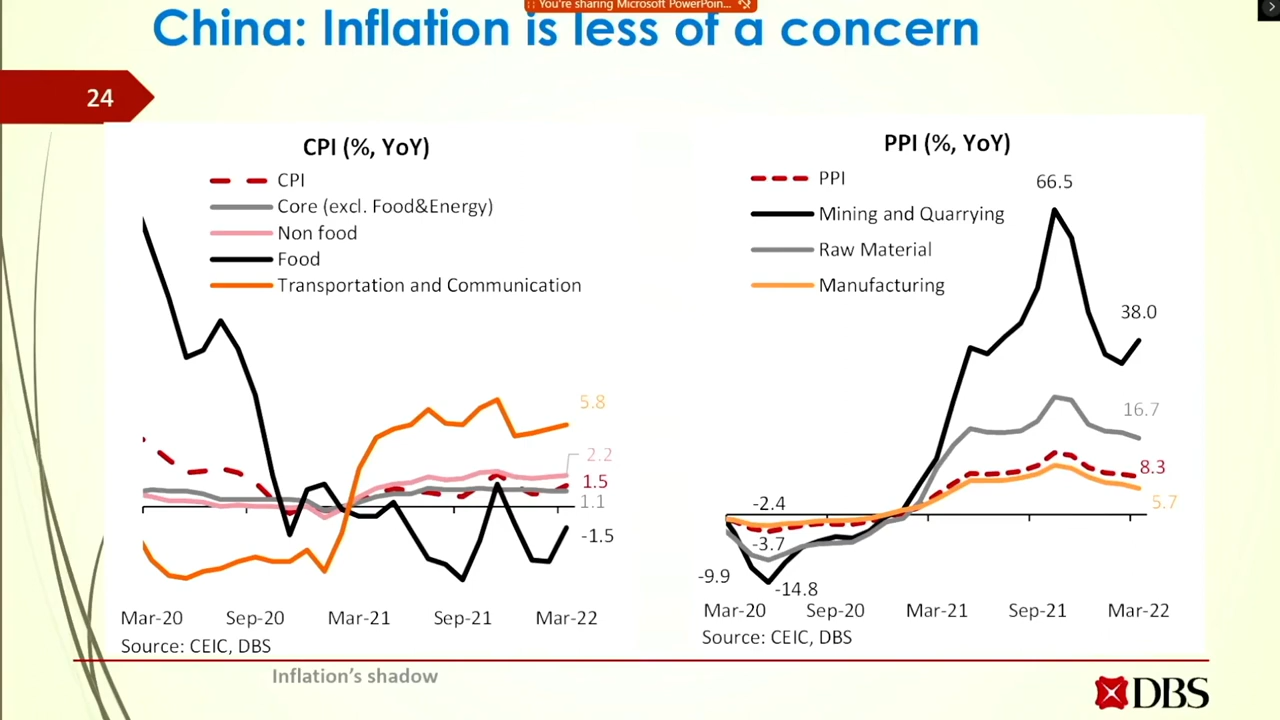 You're sharing Microsoft PowerPoin...
China: Inflation is less of a concern
24
CPI (%, YoY)
CPI
Core (excl. Food&Energy)
Non food
Food
Transportation and Communication
5.8
2.2
1.5
1.1
-1.5
Mar-20 Sep-20 Mar-21 Sep-21 Mar-22
Source: CEIC, DBS
PPI (%, YoY)
PPI
Mining and Quarrying
Raw Material
Manufacturing
66.5
38.0
16.7
8.3
5.7
-2.4
-3.7
-9.9
-14.8
Mar-20 Sep-20 Mar-21 Sep-21 Mar-22
Source: CEIC, DBS
Inflation's shadow
DBS